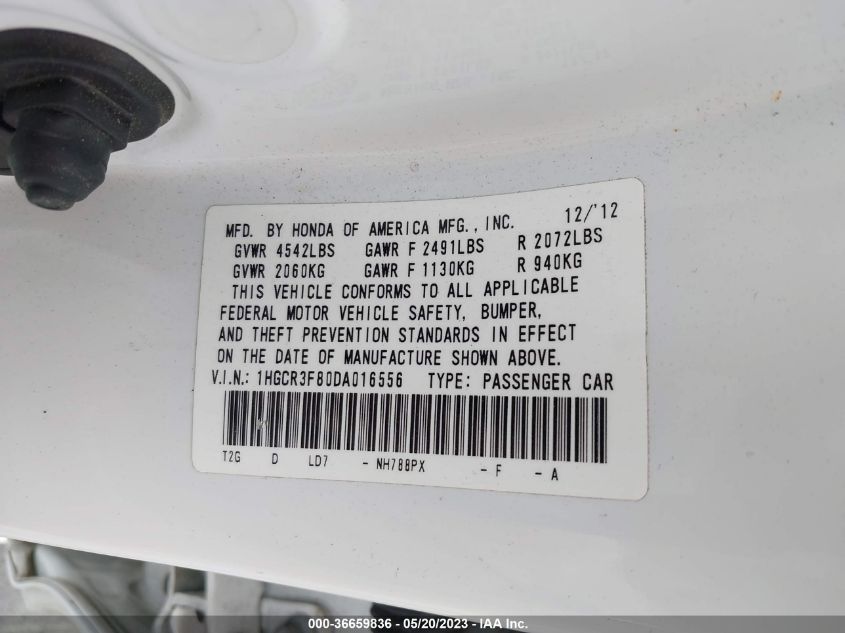 MFD. BY HONDA OF AMERICA MFG., INC. 12/'12
GVWR 4542LBS GAWR F 2491LBS R 2072LBS
GVWR 2060KG GAWR F 1130KG R 940KG
THIS VEHICLE CONFORMS TO ALL APPLICABLE
FEDERAL MOTOR VEHICLE SAFETY, BUMPER,
AND THEFT PREVENTION STANDARDS IN EFFECT
ON THE DATE OF MANUFACTURE SHOWN ABOVE.
V.I.N.: 1HGCR3F80DA016556 TYPE: PASSENGER CAR
T2G D LD7 - NH788PX - F - A
000-36659836 - 05/20/2023 - IAA Inc.